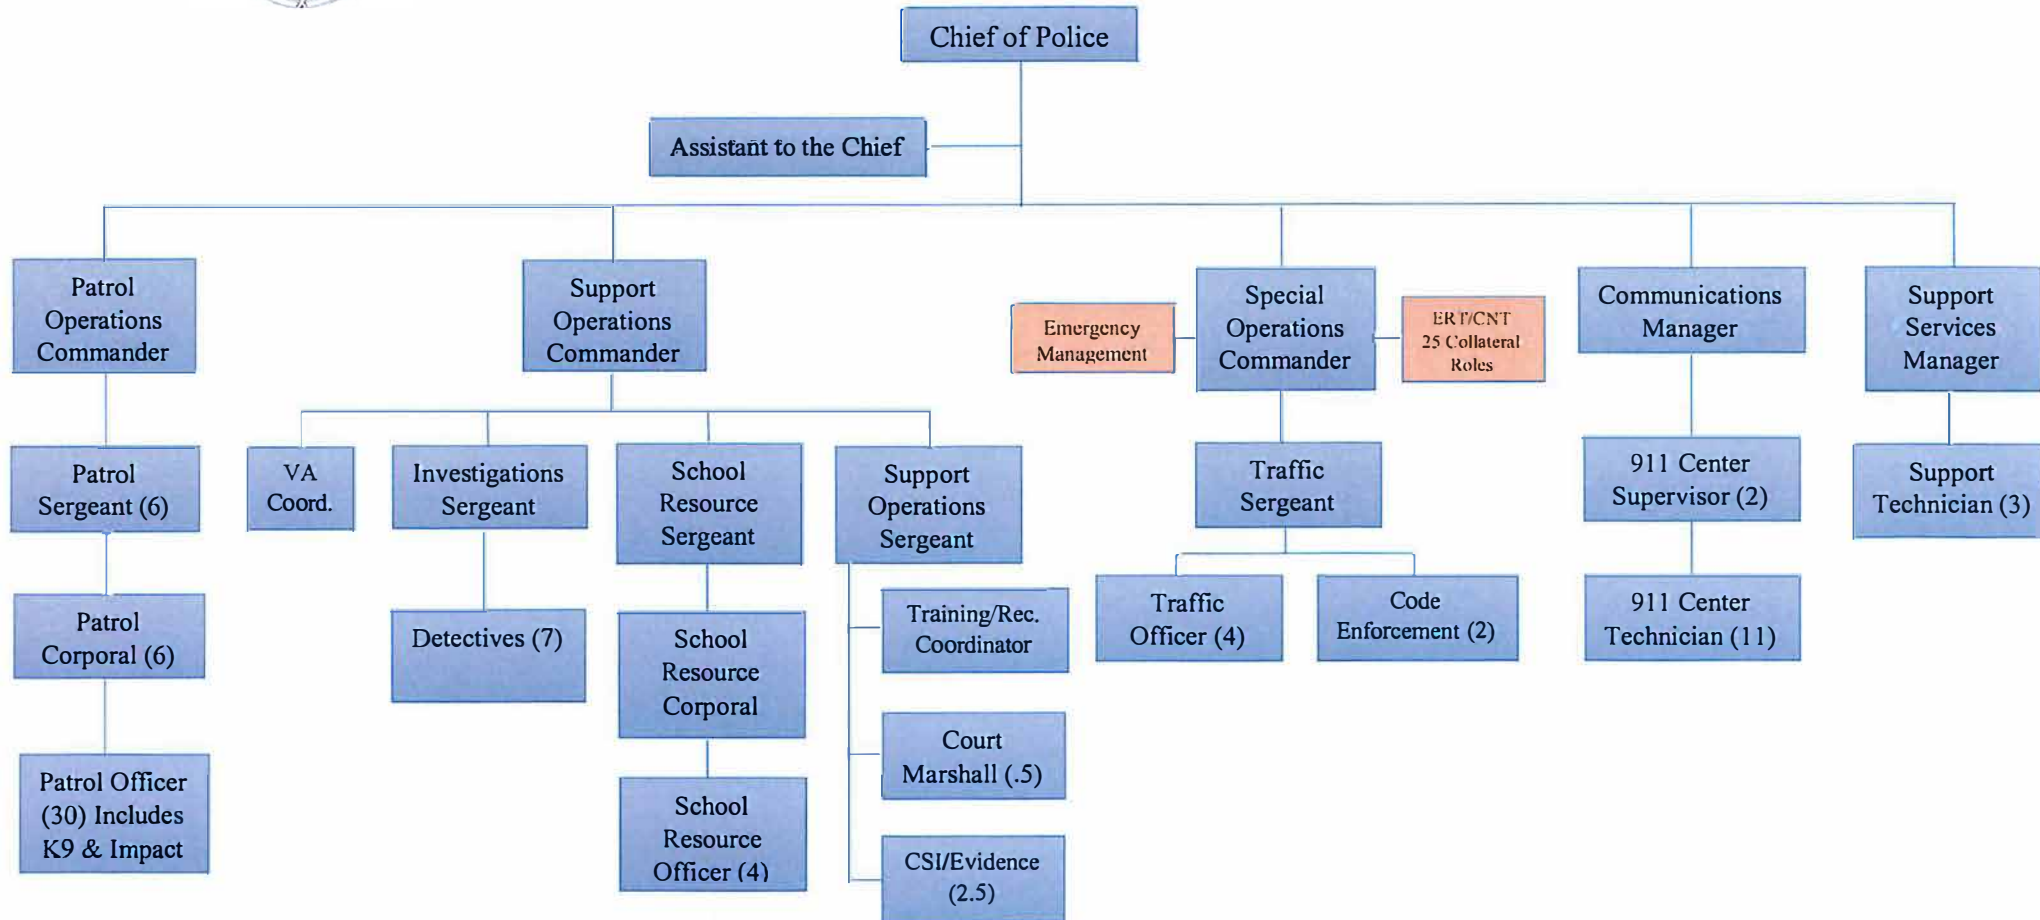 Chief of Police
Assistant to the Chief
Patrol
Operations
Commander
Support
Operations
Commander
Emergency
Management
Special
Operations
Commander
ERT/CNT
25 Collateral
Roles
Communications
Manager
Support
Services
Manager
Patrol
Sergeant (6)
VA
Coord.
Investigations
Sergeant
School
Resource
Sergeant
Support
Operations
Sergeant
Traffic
Sergeant
911 Center
Supervisor (2)
Support
Technician (3)
Patrol
Corporal (6)
Detectives (7)
School
Resource
Corporal
Training/Rec.
Coordinator
Traffic
Officer (4)
Code
Enforcement (2)
911 Center
Technician (11)
Court
Marshall (.5)
Patrol Officer
(30) Includes
K9 & Impact
School
Resource
Officer (4)
CSI/Evidence
(2.5)